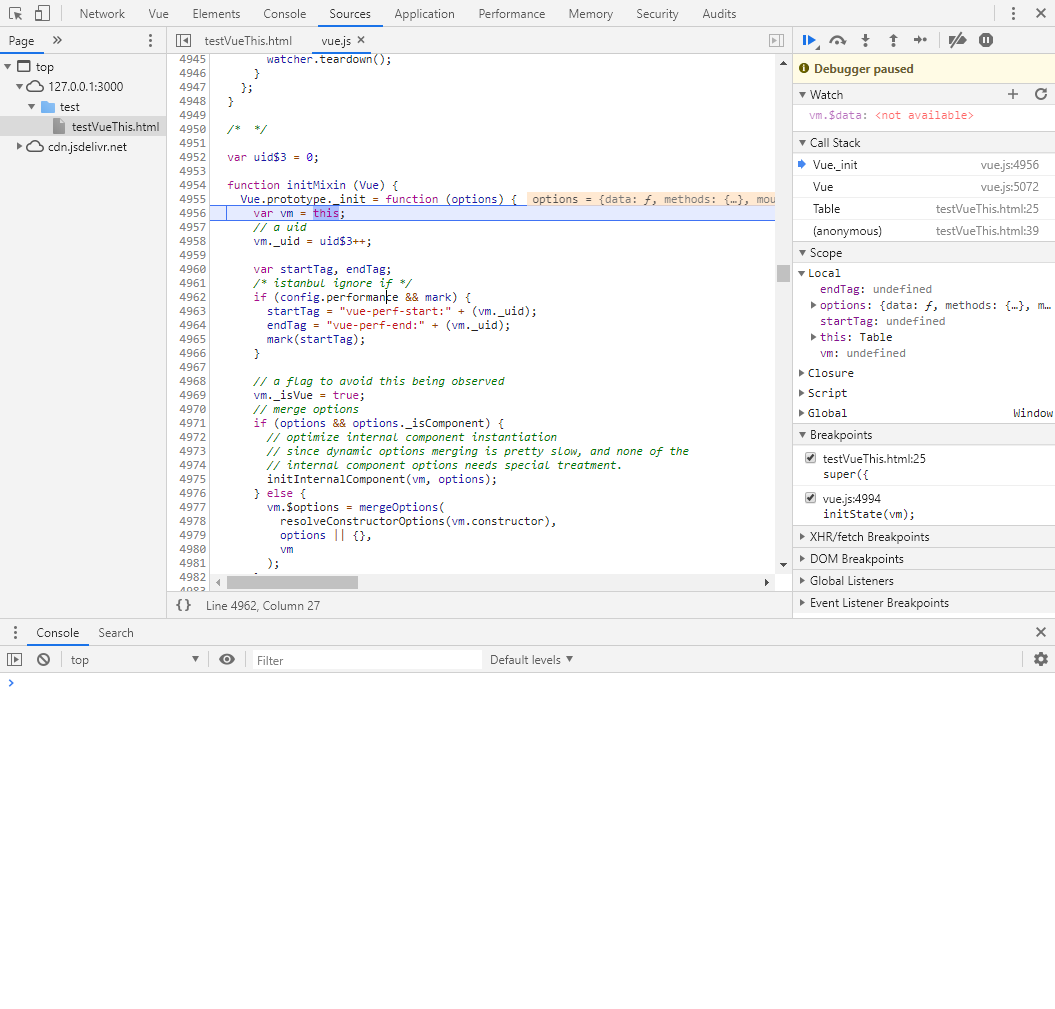 Network Vue Elements Console Sources Application Performance Memory Security Audits
Page
testVueThis.html vue.js
top
127.0.0.1:3000
test
testVueThis.html
cdn.jsdelivr.net
4945 watcher.teardown();
4946 }
4947 };
4948 }
4949
4950 /*  */
4951
4952 var uid$3 = 0;
4953
4954 function initMixin (Vue) {
4955 Vue.prototype._init = function (options) { options = {data: ƒ, methods: {…}, mou
4956 var vm = this;
4957 // a uid
4958 vm._uid = uid$3++;
4959
4960 var startTag, endTag;
4961 /* istanbul ignore if */
4962 if (config.performance && mark) {
4963 startTag = "vue-perf-start:" + (vm._uid);
4964 endTag = "vue-perf-end:" + (vm._uid);
4965 mark(startTag);
4966 }
4967
4968 // a flag to avoid this being observed
4969 vm._isVue = true;
4970 // merge options
4971 if (options && options._isComponent) {
4972 // optimize internal component instantiation
4973 // since dynamic options merging is pretty slow, and none of the
4974 // internal component options needs special treatment.
4975 initInternalComponent(vm, options);
4976 } else {
4977 vm.$options = mergeOptions(
4978 resolveConstructorOptions(vm.constructor),
4979 options || {},
4980 vm
4981 );
4982
4983
{} Line 4962, Column 27
Debugger paused
Watch
vm.$data: <not available>
Call Stack
Vue._init vue.js:4956
Vue vue.js:5072
Table testVueThis.html:25
(anonymous) testVueThis.html:39
Scope
Local
endTag: undefined
options: {data: ƒ, methods: {…}, m…
startTag: undefined
this: Table
vm: undefined
Closure
Script
Global Window
Breakpoints
testVueThis.html:25
super({
vue.js:4994
initState(vm);
XHR/fetch Breakpoints
DOM Breakpoints
Global Listeners
Event Listener Breakpoints
Console Search
top Filter Default levels